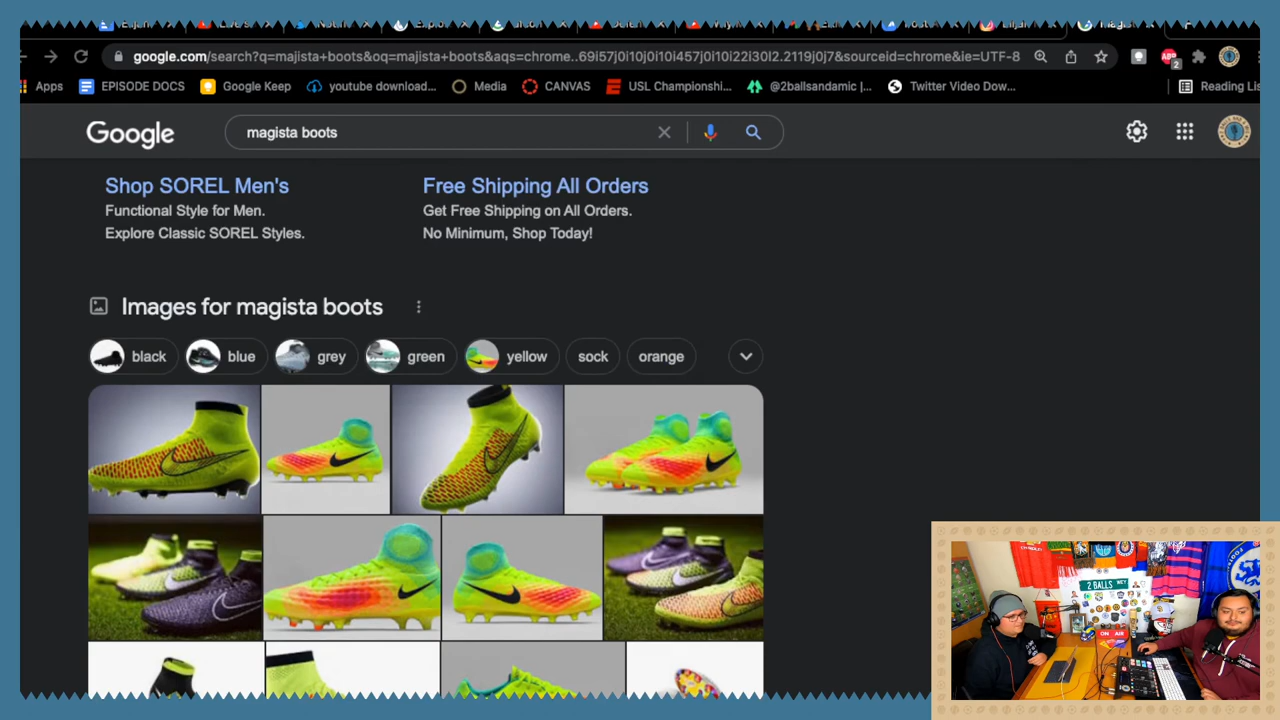 google.com/search?q=majista+boots&oq=majista+boots&aqs=chrome..69i57j0i10j0i10i457j0i10i22i30l2.2119j0j7&sourceid=chrome&ie=UTF-8
Apps EPISODE DOCS Google Keep youtube download... Media CANVAS USL Championshi... @2ballsandamic |... Twitter Video Dow... Reading Lis
Google magista boots
Shop SOREL Men's
Functional Style for Men.
Explore Classic SOREL Styles.
Free Shipping All Orders
Get Free Shipping on All Orders.
No Minimum, Shop Today!
Images for magista boots
black blue grey green yellow sock orange
2 BALLS
ON AIR